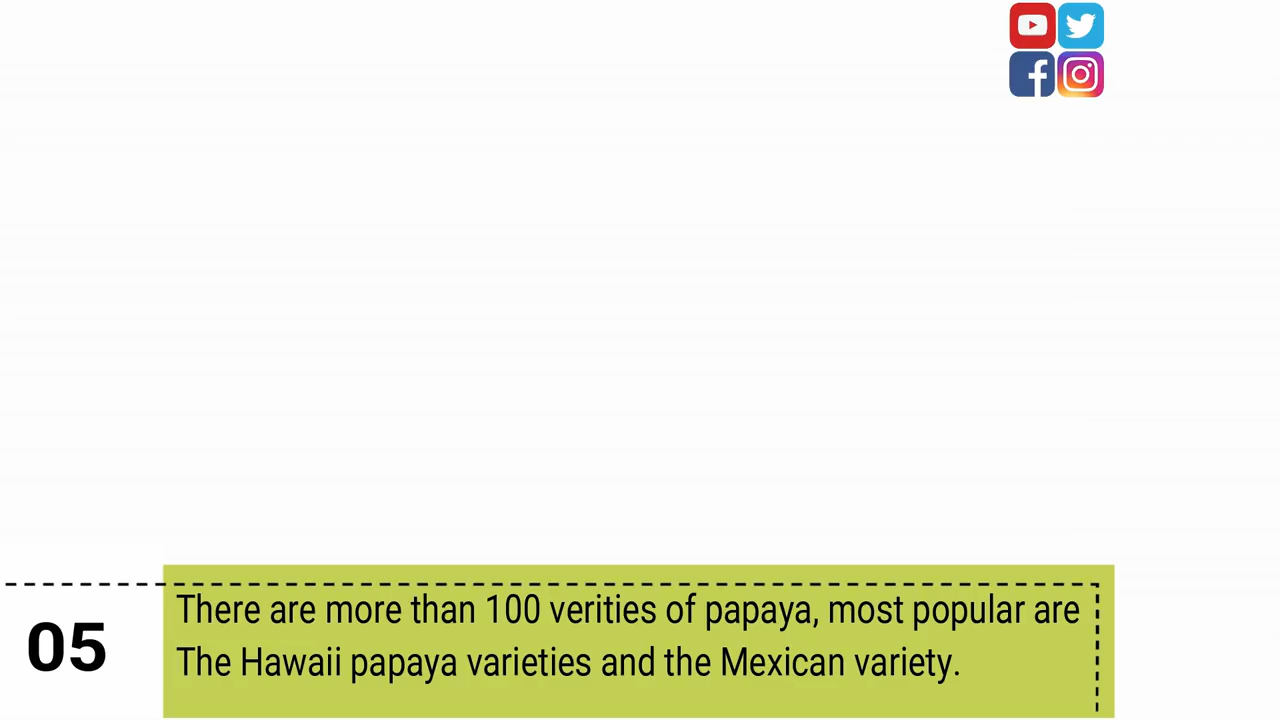 05
There are more than 100 verities of papaya, most popular are
The Hawaii papaya varieties and the Mexican variety.